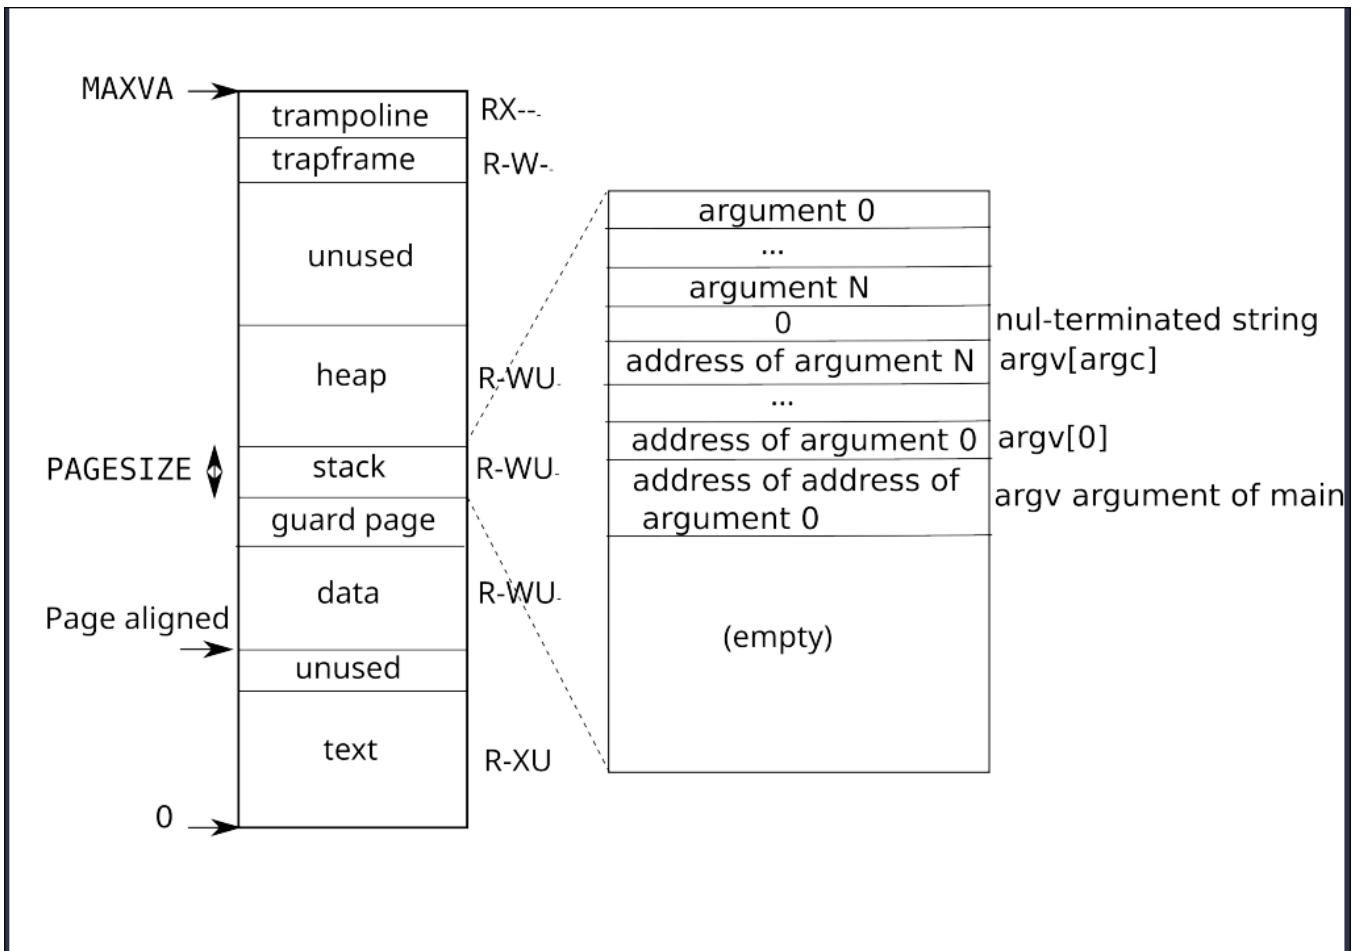 MAXVA
trampoline
RX--
trapframe
R-W-
unused
heap
R-WU
PAGESIZE
stack
R-WU
guard page
data
R-WU
Page aligned
unused
text
R-XU
0
argument 0
...
argument N
0
nul-terminated string
address of argument N
argv[argc]
...
address of argument 0
argv[0]
address of address of
argument 0
argv argument of main
(empty)